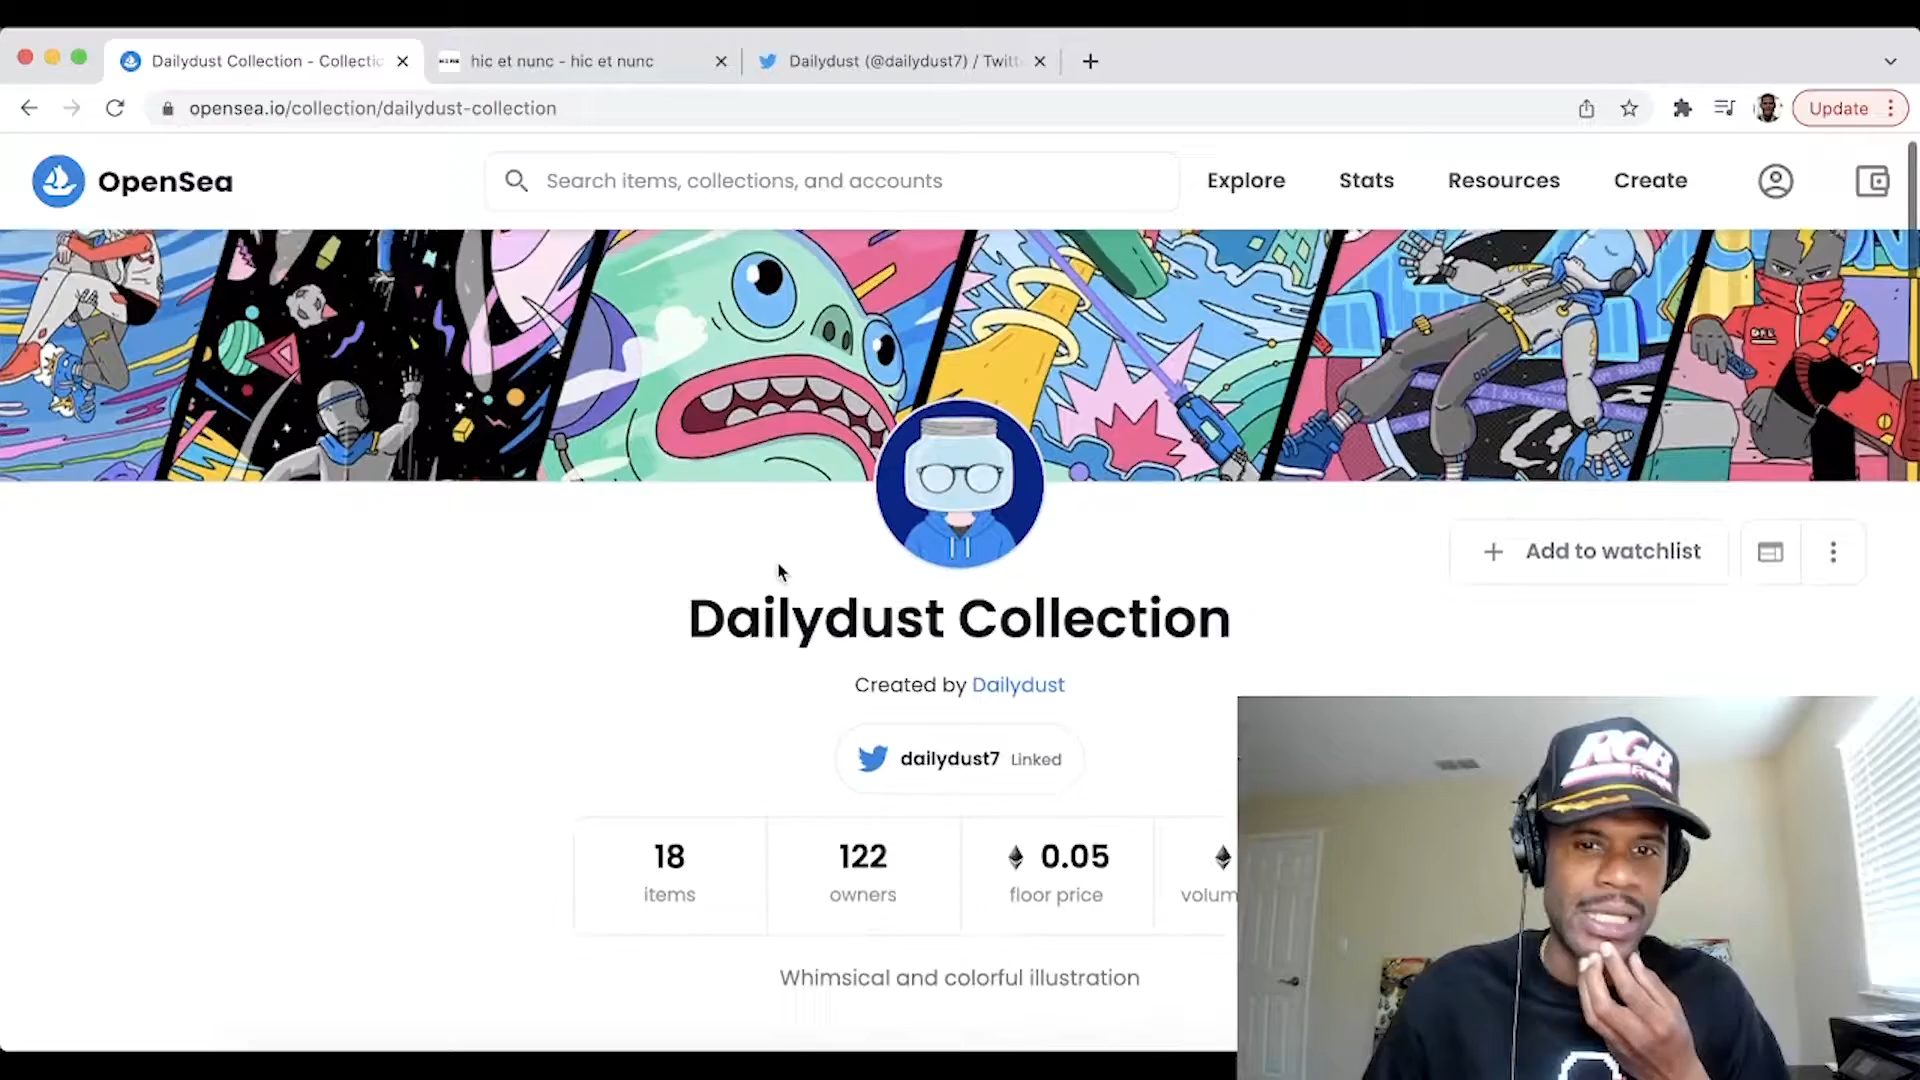 Dailydust Collection - Collectic
hic et nunc - hic et nunc
Dailydust (@dailydust7) / Twitt
opensea.io/collection/dailydust-collection
Update
OpenSea
Search items, collections, and accounts
Explore
Stats
Resources
Create
Add to watchlist
Dailydust Collection
Created by Dailydust
dailydust7 Linked
18
items
122
owners
0.05
floor price
volum
Whimsical and colorful illustration
RGB